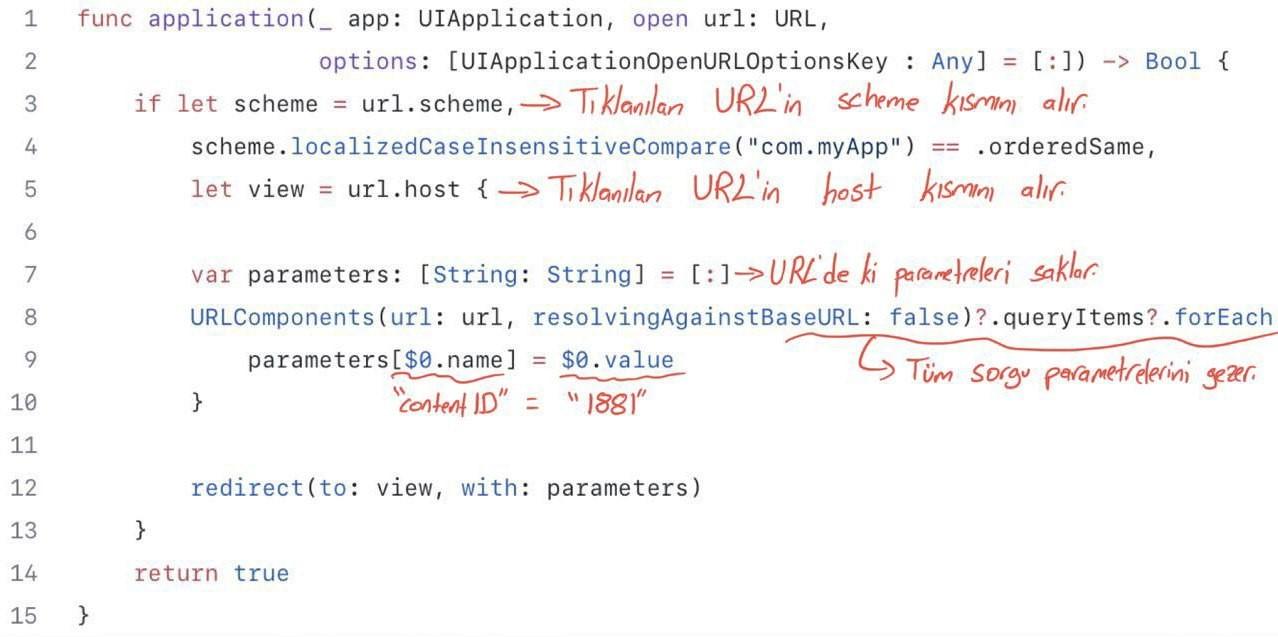 1 func application(_ app: UIApplication, open url: URL,
2 options: [UIApplicationOpenURLOptionsKey : Any] = [:]) -> Bool {
3 if let scheme = url.scheme, → Tıklanılan URL'in scheme kısmını alır.
4 scheme.localizedCaseInsensitiveCompare("com.myApp") == .orderedSame,
5 let view = url.host { → Tıklanılan URL'in host kısmını alır.
6
7 var parameters: [String: String] = [:] → URL'de ki parametreleri saklar.
8 URLComponents(url: url, resolvingAgainstBaseURL: false)?.queryItems?.forEach
9 parameters[$0.name] = $0.value → Tüm sorgu parametrelerini gezer.
10 } "content ID" = "1881"
11
12 redirect(to: view, with: parameters)
13 }
14 return true
15 }